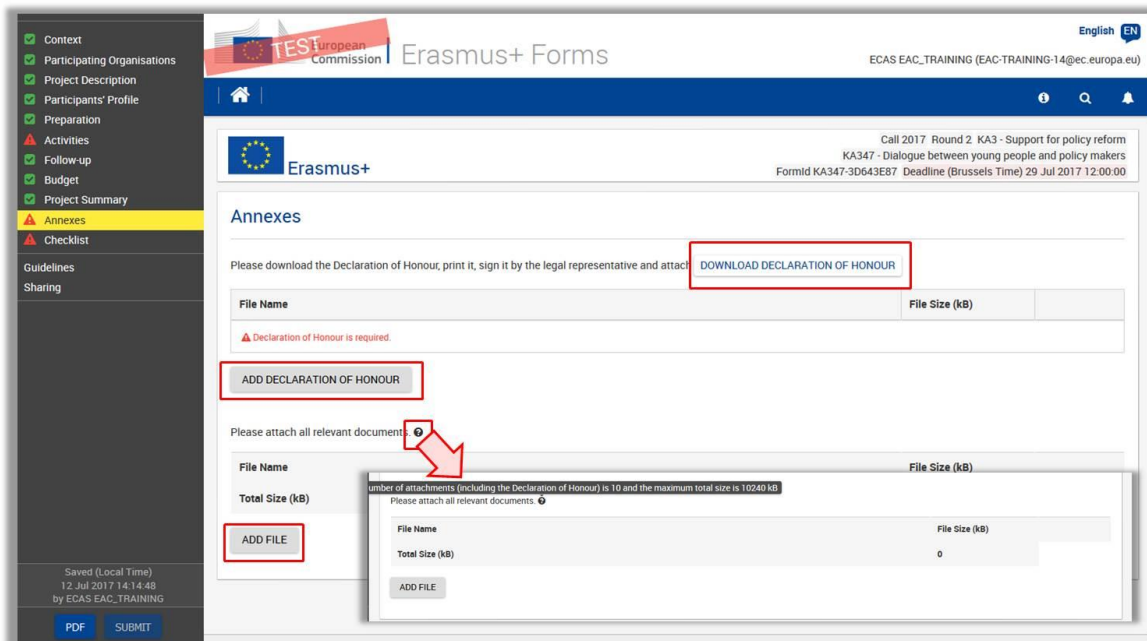 Context
Participating Organisations
Project Description
Participants' Profile
Preparation
Activities
Follow-up
Budget
Project Summary
Annexes
Checklist
Guidelines
Sharing
Saved (Local Time)
12 Jul 2017 14:14:48
by ECAS EAC_TRAINING
PDF SUBMIT
TEST
European
Commission
Erasmus+ Forms
English EN
ECAS EAC_TRAINING (EAC-TRAINING-14@ec.europa.eu)
Erasmus+
Call 2017 Round 2 KA3 - Support for policy reform
KA347 - Dialogue between young people and policy makers
FormId KA347-3D643E87 Deadline (Brussels Time) 29 Jul 2017 12:00:00
Annexes
Please download the Declaration of Honour, print it, sign it by the legal representative and attach DOWNLOAD DECLARATION OF HONOUR
File Name File Size (kB)
Declaration of Honour is required.
ADD DECLARATION OF HONOUR
Please attach all relevant documents.
File Name File Size (kB)
Total Size (kB)
ADD FILE
umber of attachments (including the Declaration of Honour) is 10 and the maximum total size is 10240 kB
Please attach all relevant documents.
File Name File Size (kB)
Total Size (kB) 0
ADD FILE